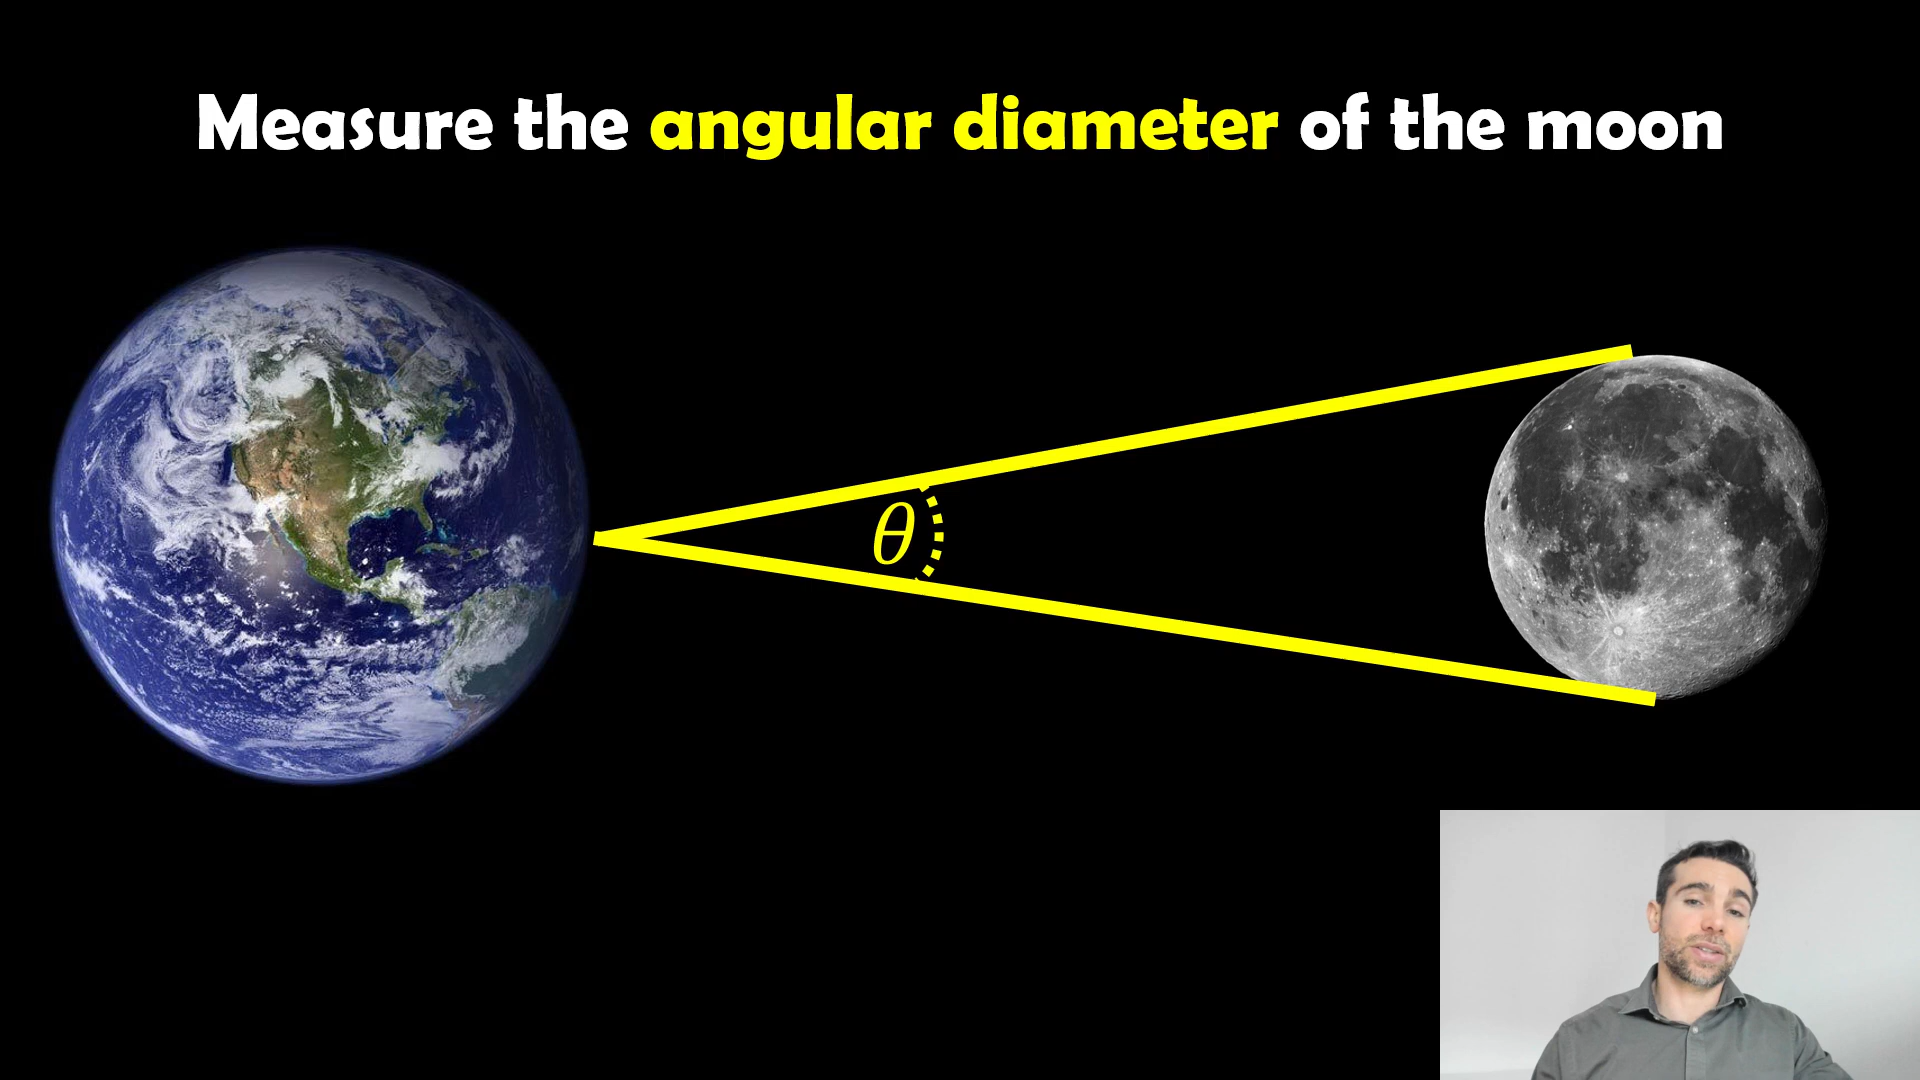 Measure the angular diameter of the moon
θ